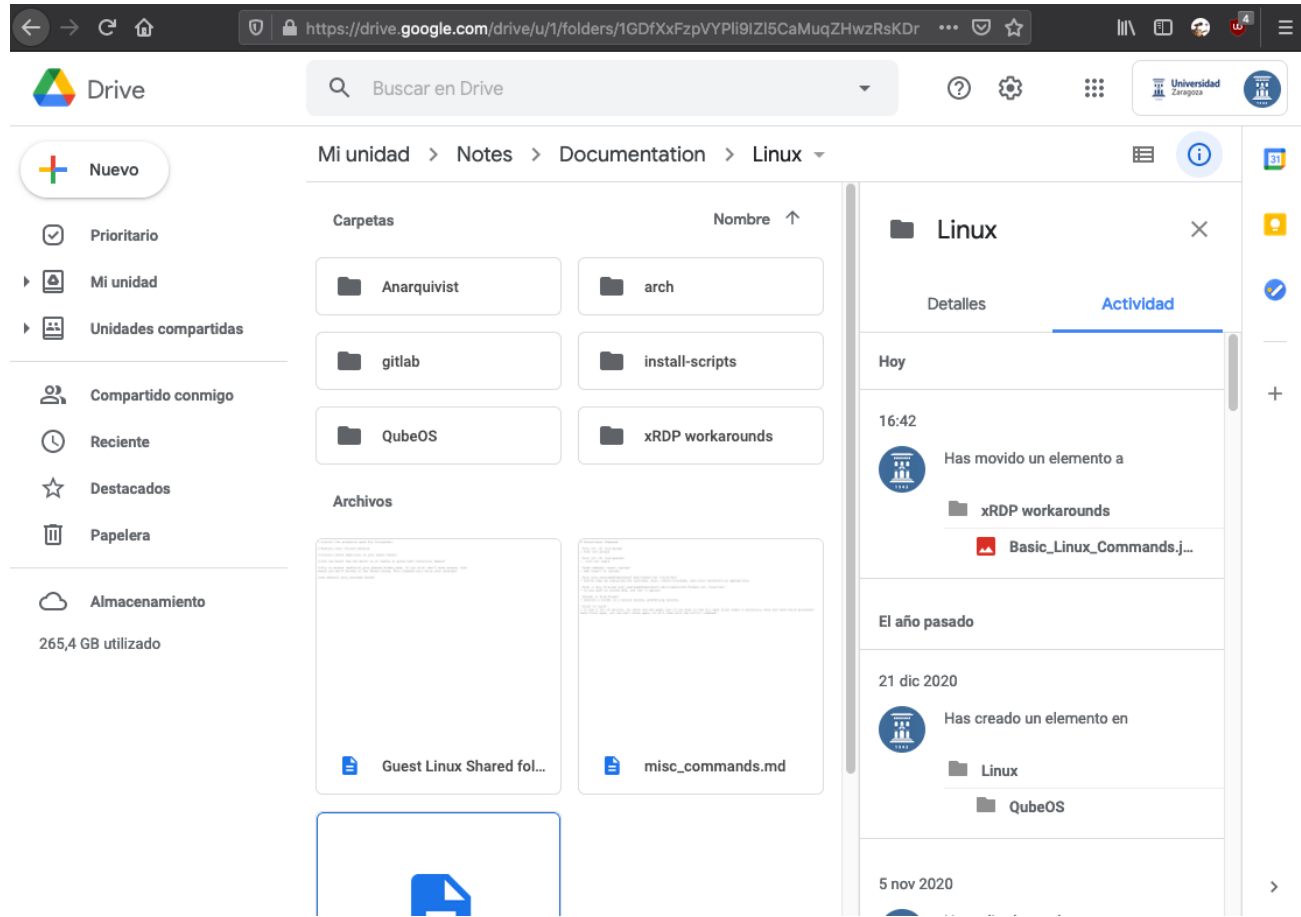 4
https://drive.google.com/drive/u/1/folders/1GDfXxFzpVYPli9IZl5CaMuqZHwzRsKDr
Drive
Buscar en Drive
Universidad
Zaragoza
Nuevo
Mi unidad > Notes > Documentation > Linux
31
Prioritario
Mi unidad
Unidades compartidas
Compartido conmigo
Reciente
Destacados
Papelera
Almacenamiento
265,4 GB utilizado
Carpetas
Nombre
Anarquivist
arch
gitlab
install-scripts
QubeOS
xRDP workarounds
Archivos
Guest Linux Shared fol...
misc_commands.md
Linux
Detalles
Actividad
Hoy
16:42
Has movido un elemento a
xRDP workarounds
Basic_Linux_Commands.j...
El año pasado
21 dic 2020
Has creado un elemento en
Linux
QubeOS
5 nov 2020